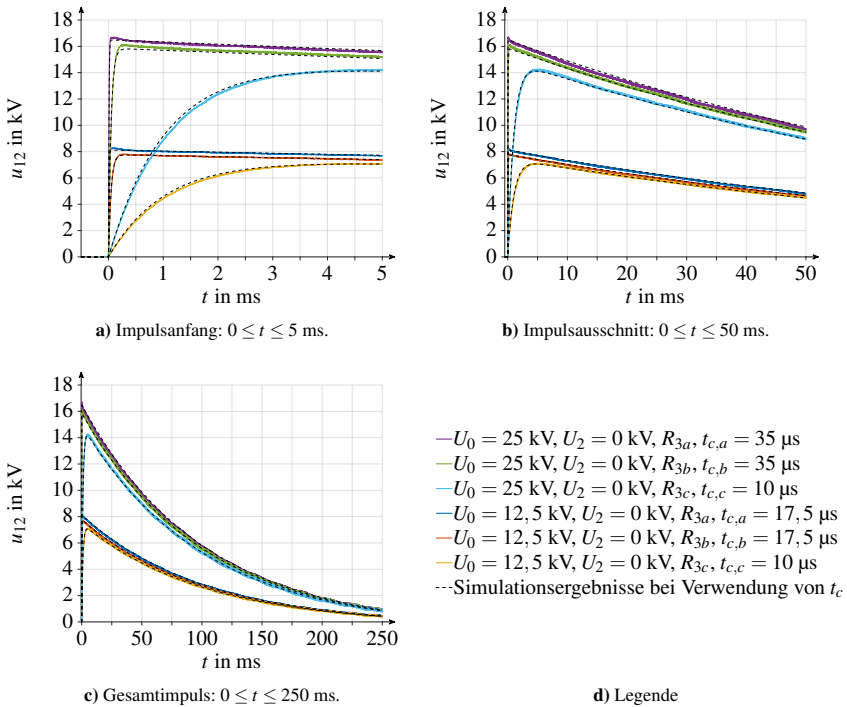 18
16
14
12
10
8
6
4
2
0
u12 in kV
0 1 2 3 4 5
t in ms
a) Impulsanfang: 0 ≤ t ≤ 5 ms.
18
16
14
12
10
8
6
4
2
0
u12 in kV
0 10 20 30 40 50
t in ms
b) Impulsausschnitt: 0 ≤ t ≤ 50 ms.
18
16
14
12
10
8
6
4
2
0
u12 in kV
0 50 100 150 200 250
t in ms
c) Gesamtimpuls: 0 ≤ t ≤ 250 ms.
U0 = 25 kV, U2 = 0 kV, R3a, tc,a = 35 µs
U0 = 25 kV, U2 = 0 kV, R3b, tc,b = 35 µs
U0 = 25 kV, U2 = 0 kV, R3c, tc,c = 10 µs
U0 = 12, 5 kV, U2 = 0 kV, R3a, tc,a = 17, 5 µs
U0 = 12, 5 kV, U2 = 0 kV, R3b, tc,b = 17, 5 µs
U0 = 12, 5 kV, U2 = 0 kV, R3c, tc,c = 10 µs
Simulationsergebnisse bei Verwendung von tc
d) Legende